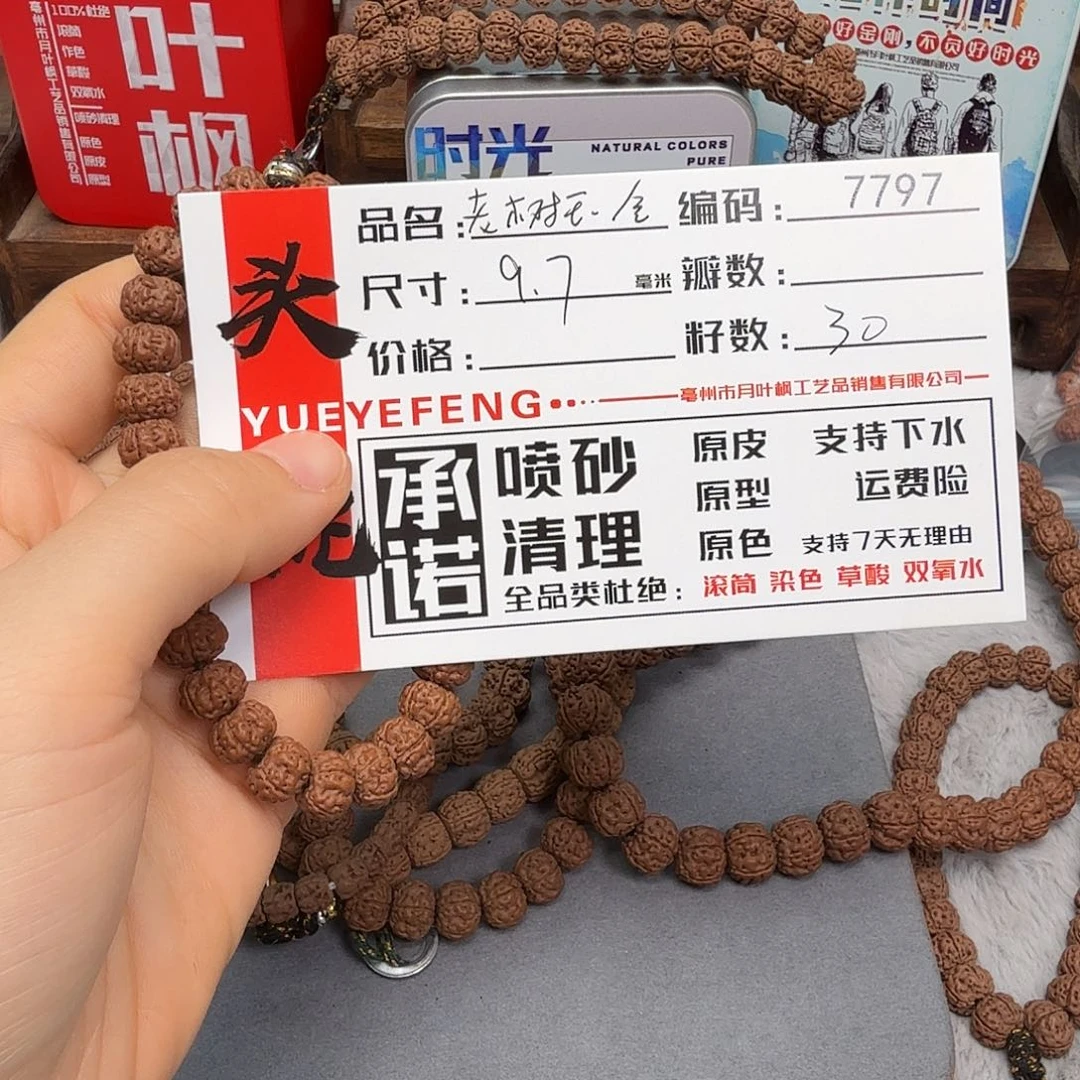 100%杜绝
滚筒
作色
草酸
双氧水
喷砂清理
原色
原皮
原型
亳州市月叶枫工艺品销售有限公司
叶
枫
时光
NATURAL COLORS
PURE
好金刚,不负好时光
头
品名:老树无金 编码:7797
尺寸:9.7毫米 瓣数:
价格: 籽数:30
YUEYEFENG
亳州市月叶枫工艺品销售有限公司
承诺
喷砂
清理
原皮 支持下水
原型 运费险
原色 支持7天无理由
全品类杜绝:滚筒 染色 草酸 双氧水